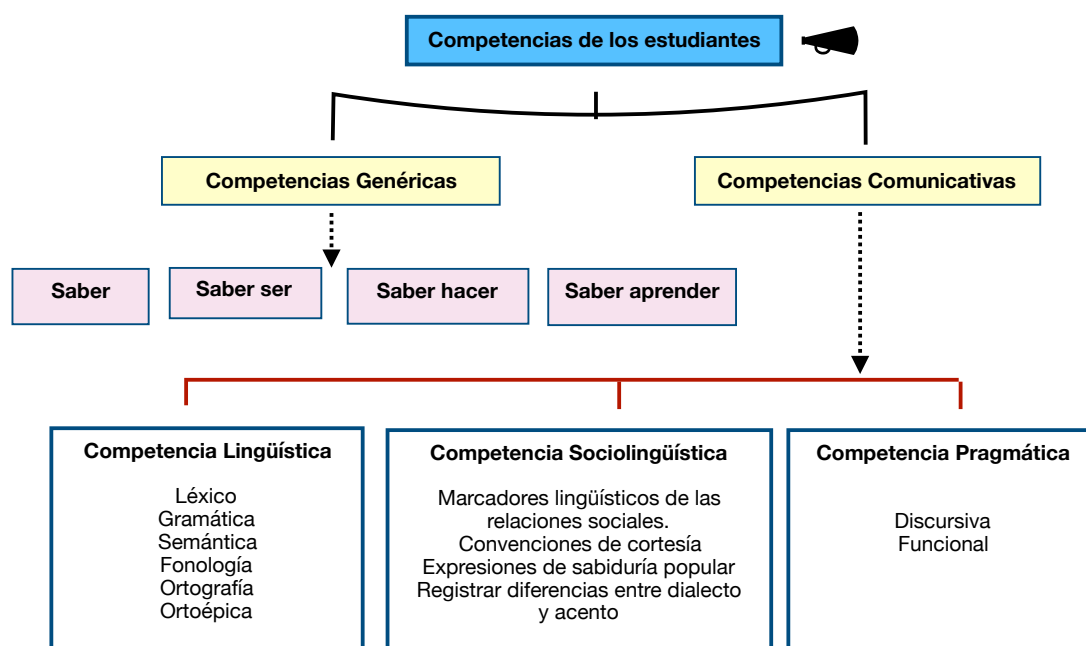 Competencias de los estudiantes
Competencias Genéricas
Competencias Comunicativas
Saber
Saber ser
Saber hacer
Saber aprender
Competencia Lingüística
Léxico
Gramática
Semántica
Fonología
Ortografía
Ortoépica
Competencia Sociolingüística
Marcadores lingüísticos de las
relaciones sociales.
Convenciones de cortesía
Expresiones de sabiduría popular
Registrar diferencias entre dialecto
y acento
Competencia Pragmática
Discursiva
Funcional